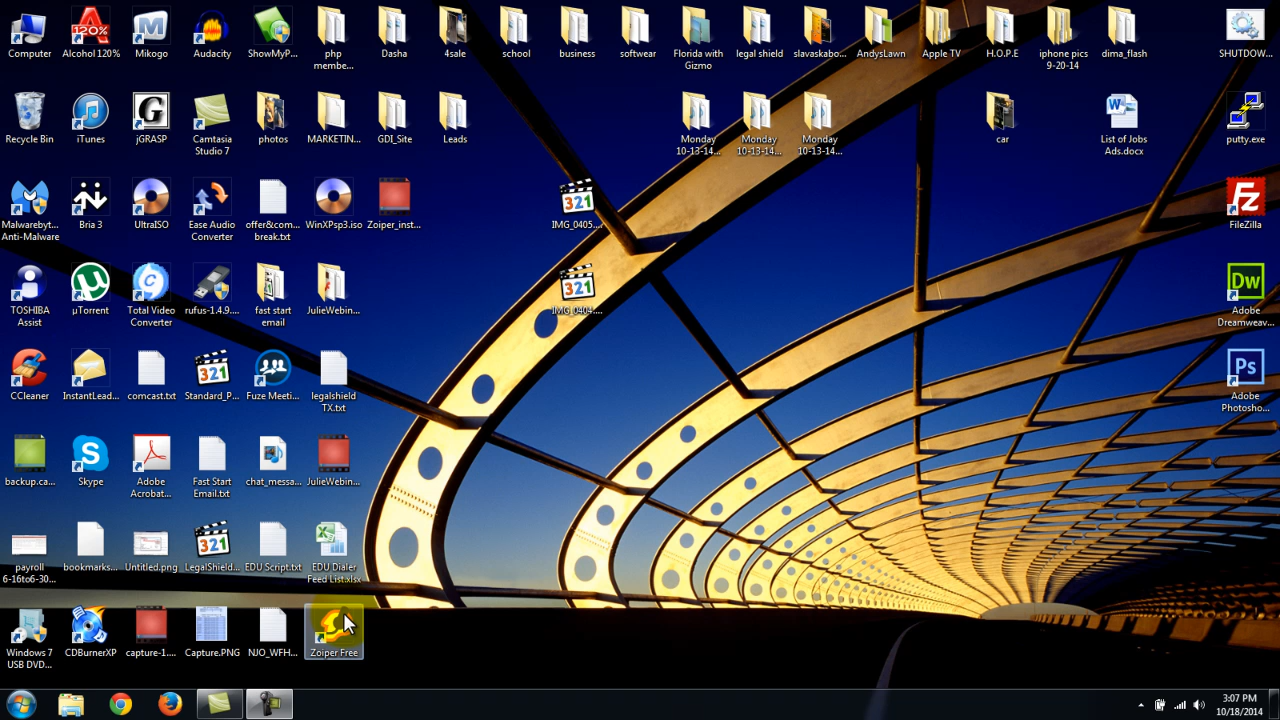 Computer
Alcohol 120%
Mikogo
Audacity
ShowMyP...
php
membe...
Dasha
4sale
school
business
softwear
Florida with
Gizmo
legal shield
slavaskabo...
AndysLawn
Apple TV
H.O.P.E
iphone pics
9-20-14
dima_flash
SHUTDOW...
Recycle Bin
iTunes
jGRASP
Camtasia
Studio 7
photos
MARKETIN...
GDI_Site
Leads
Monday
10-13-14...
Monday
10-13-14...
Monday
10-13-14...
car
List of Jobs
Ads.docx
putty.exe
Malwarebyt...
Anti-Malware
Bria 3
UltraISO
Ease Audio
Converter
offer&com...
break.txt
WinXPsp3.iso
Zoiper_inst...
321
IMG_0405....
FileZilla
TOSHIBA
Assist
µTorrent
Total Video
Converter
rufus-1.4.9....
fast start
email
JulieWebin...
321
IMG_0404....
Dw
Adobe
Dreamweav...
CCleaner
InstantLead...
comcast.txt
321
Standard_P...
Fuze Meeti...
legalshield
TX.txt
Ps
Adobe
Photosho...
backup.ca...
Skype
Adobe
Acrobat...
Fast Start
Email.txt
chat_messa...
JulieWebin...
payroll
6-16to6-30...
bookmarks...
Untitled.png
321
LegalShield...
EDU Script.txt
EDU Dialer
Feed List.xlsx
Windows 7
USB DVD...
CDBurnerXP
capture-1....
Capture.PNG
NJO_WFH...
Zoiper Free
3:07 PM
10/18/2014